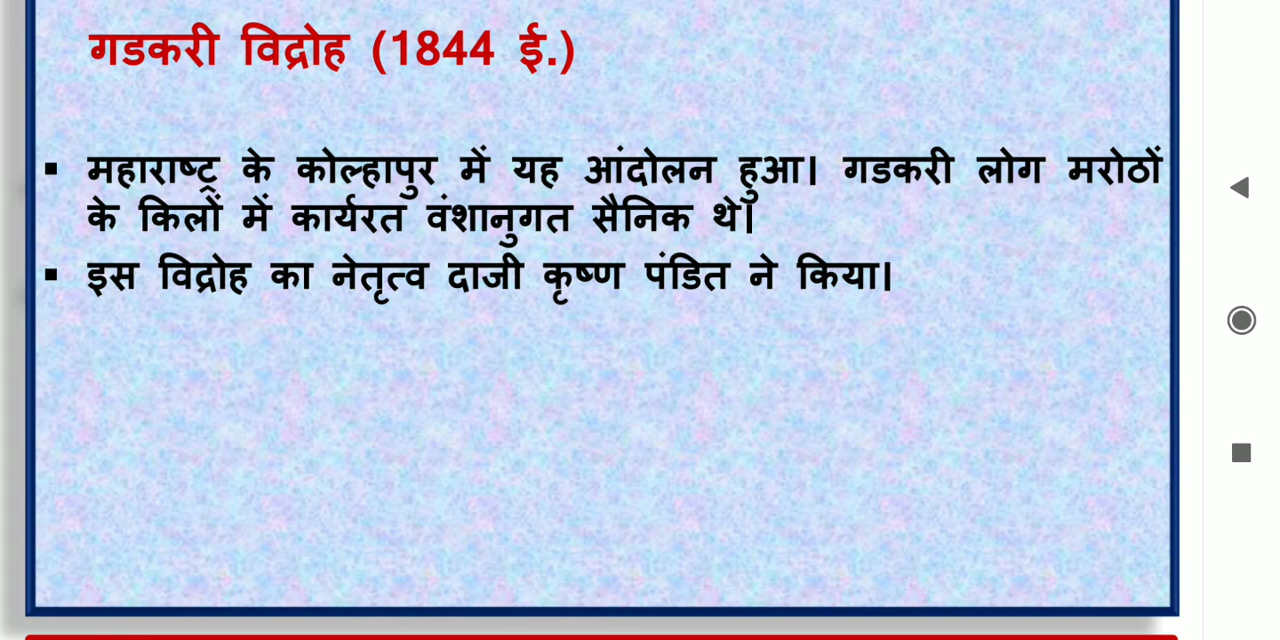 गडकरी विद्रोह (1844 ई.)
▪ महाराष्ट्र के कोल्हापुर में यह आंदोलन हुआ। गडकरी लोग मरोठों
के किलों में कार्यरत वंशानुगत सैनिक थे।
▪ इस विद्रोह का नेतृत्व दाजी कृष्ण पंडित ने किया।